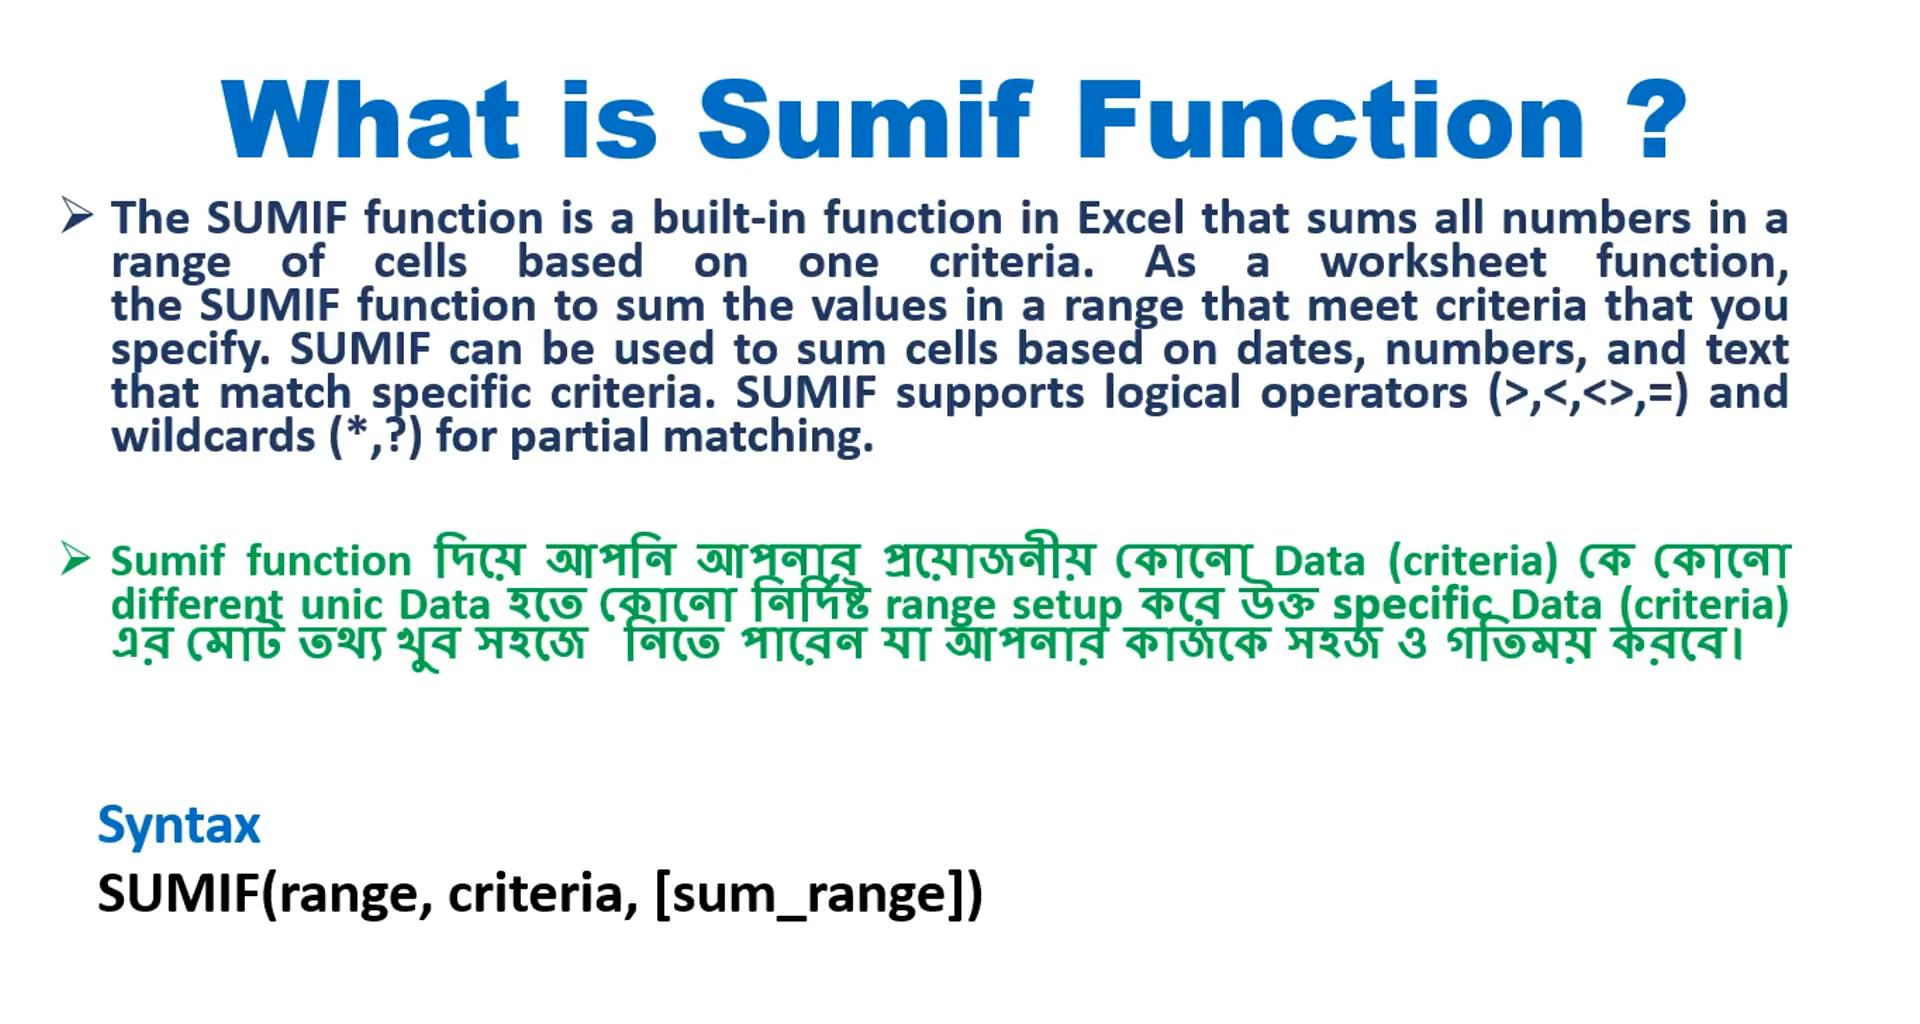 What is Sumif Function ?
➢ The SUMIF function is a built-in function in Excel that sums all numbers in a
range of cells based on one criteria. As a worksheet function,
the SUMIF function to sum the values in a range that meet criteria that you
specify. SUMIF can be used to sum cells based on dates, numbers, and text
that match specific criteria. SUMIF supports logical operators (>,<,<>,=) and
wildcards (*,?) for partial matching.
➢ Sumif function দিয়ে আপনি আপনার প্রয়োজনীয় কোনো Data (criteria) কে কোনো
different unic Data হতে কোনো নির্দিষ্ট range setup করে উক্ত specific Data (criteria)
এর মোট তথ্য খুব সহজে নিতে পারেন যা আপনার কাজকে সহজ ও গতিময় করবে।
Syntax
SUMIF(range, criteria, [sum_range])